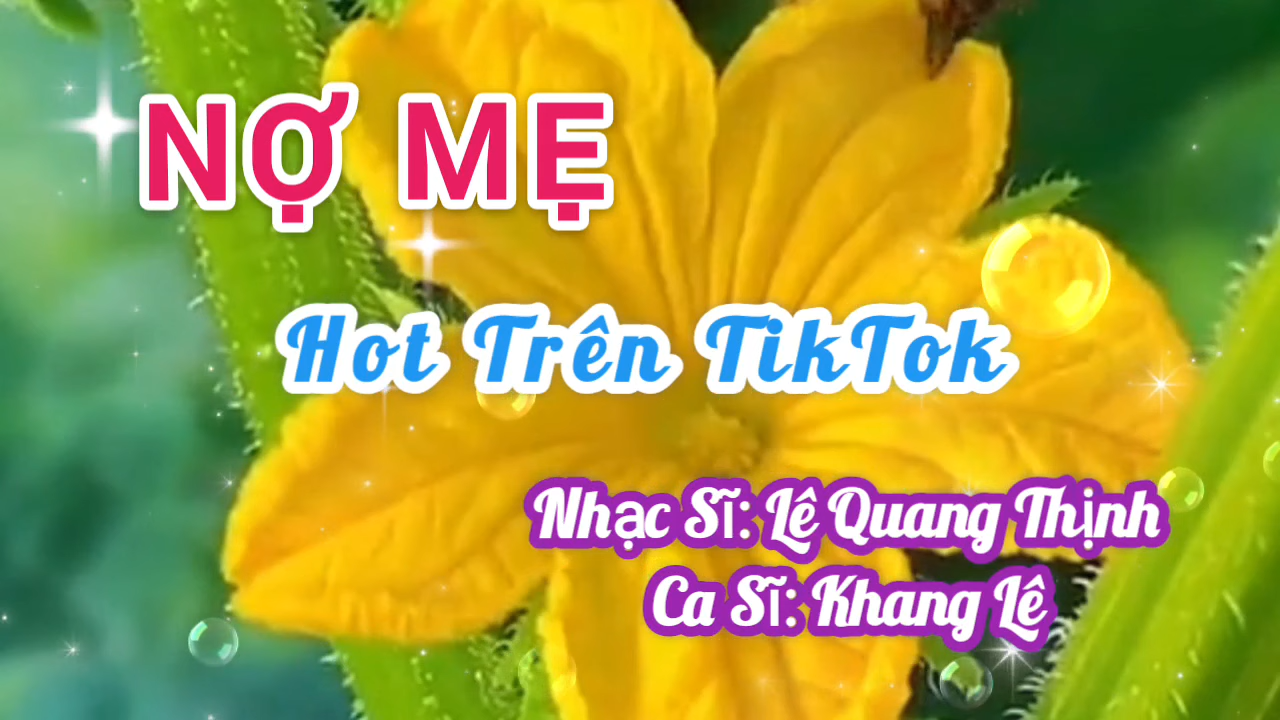 NỢ MẸ
Hot Trên TikTok
Nhạc Sĩ: Lê Quang Thịnh
Ca Sĩ: Khang Lê